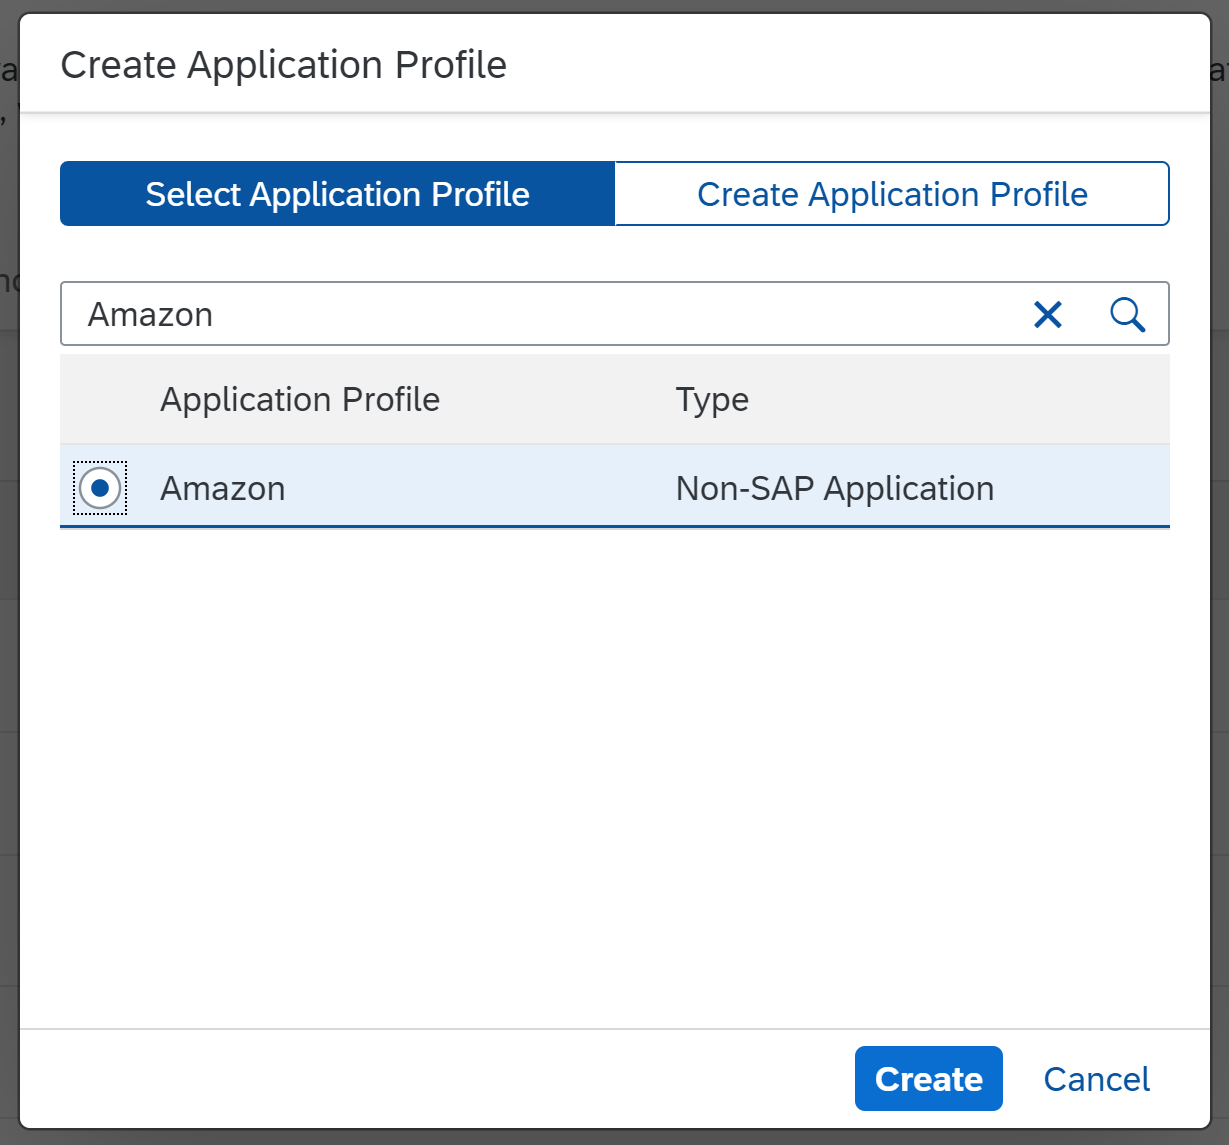 Create Application Profile
Select Application Profile
Create Application Profile
Amazon
Application Profile Type
Amazon Non-SAP Application
Create Cancel